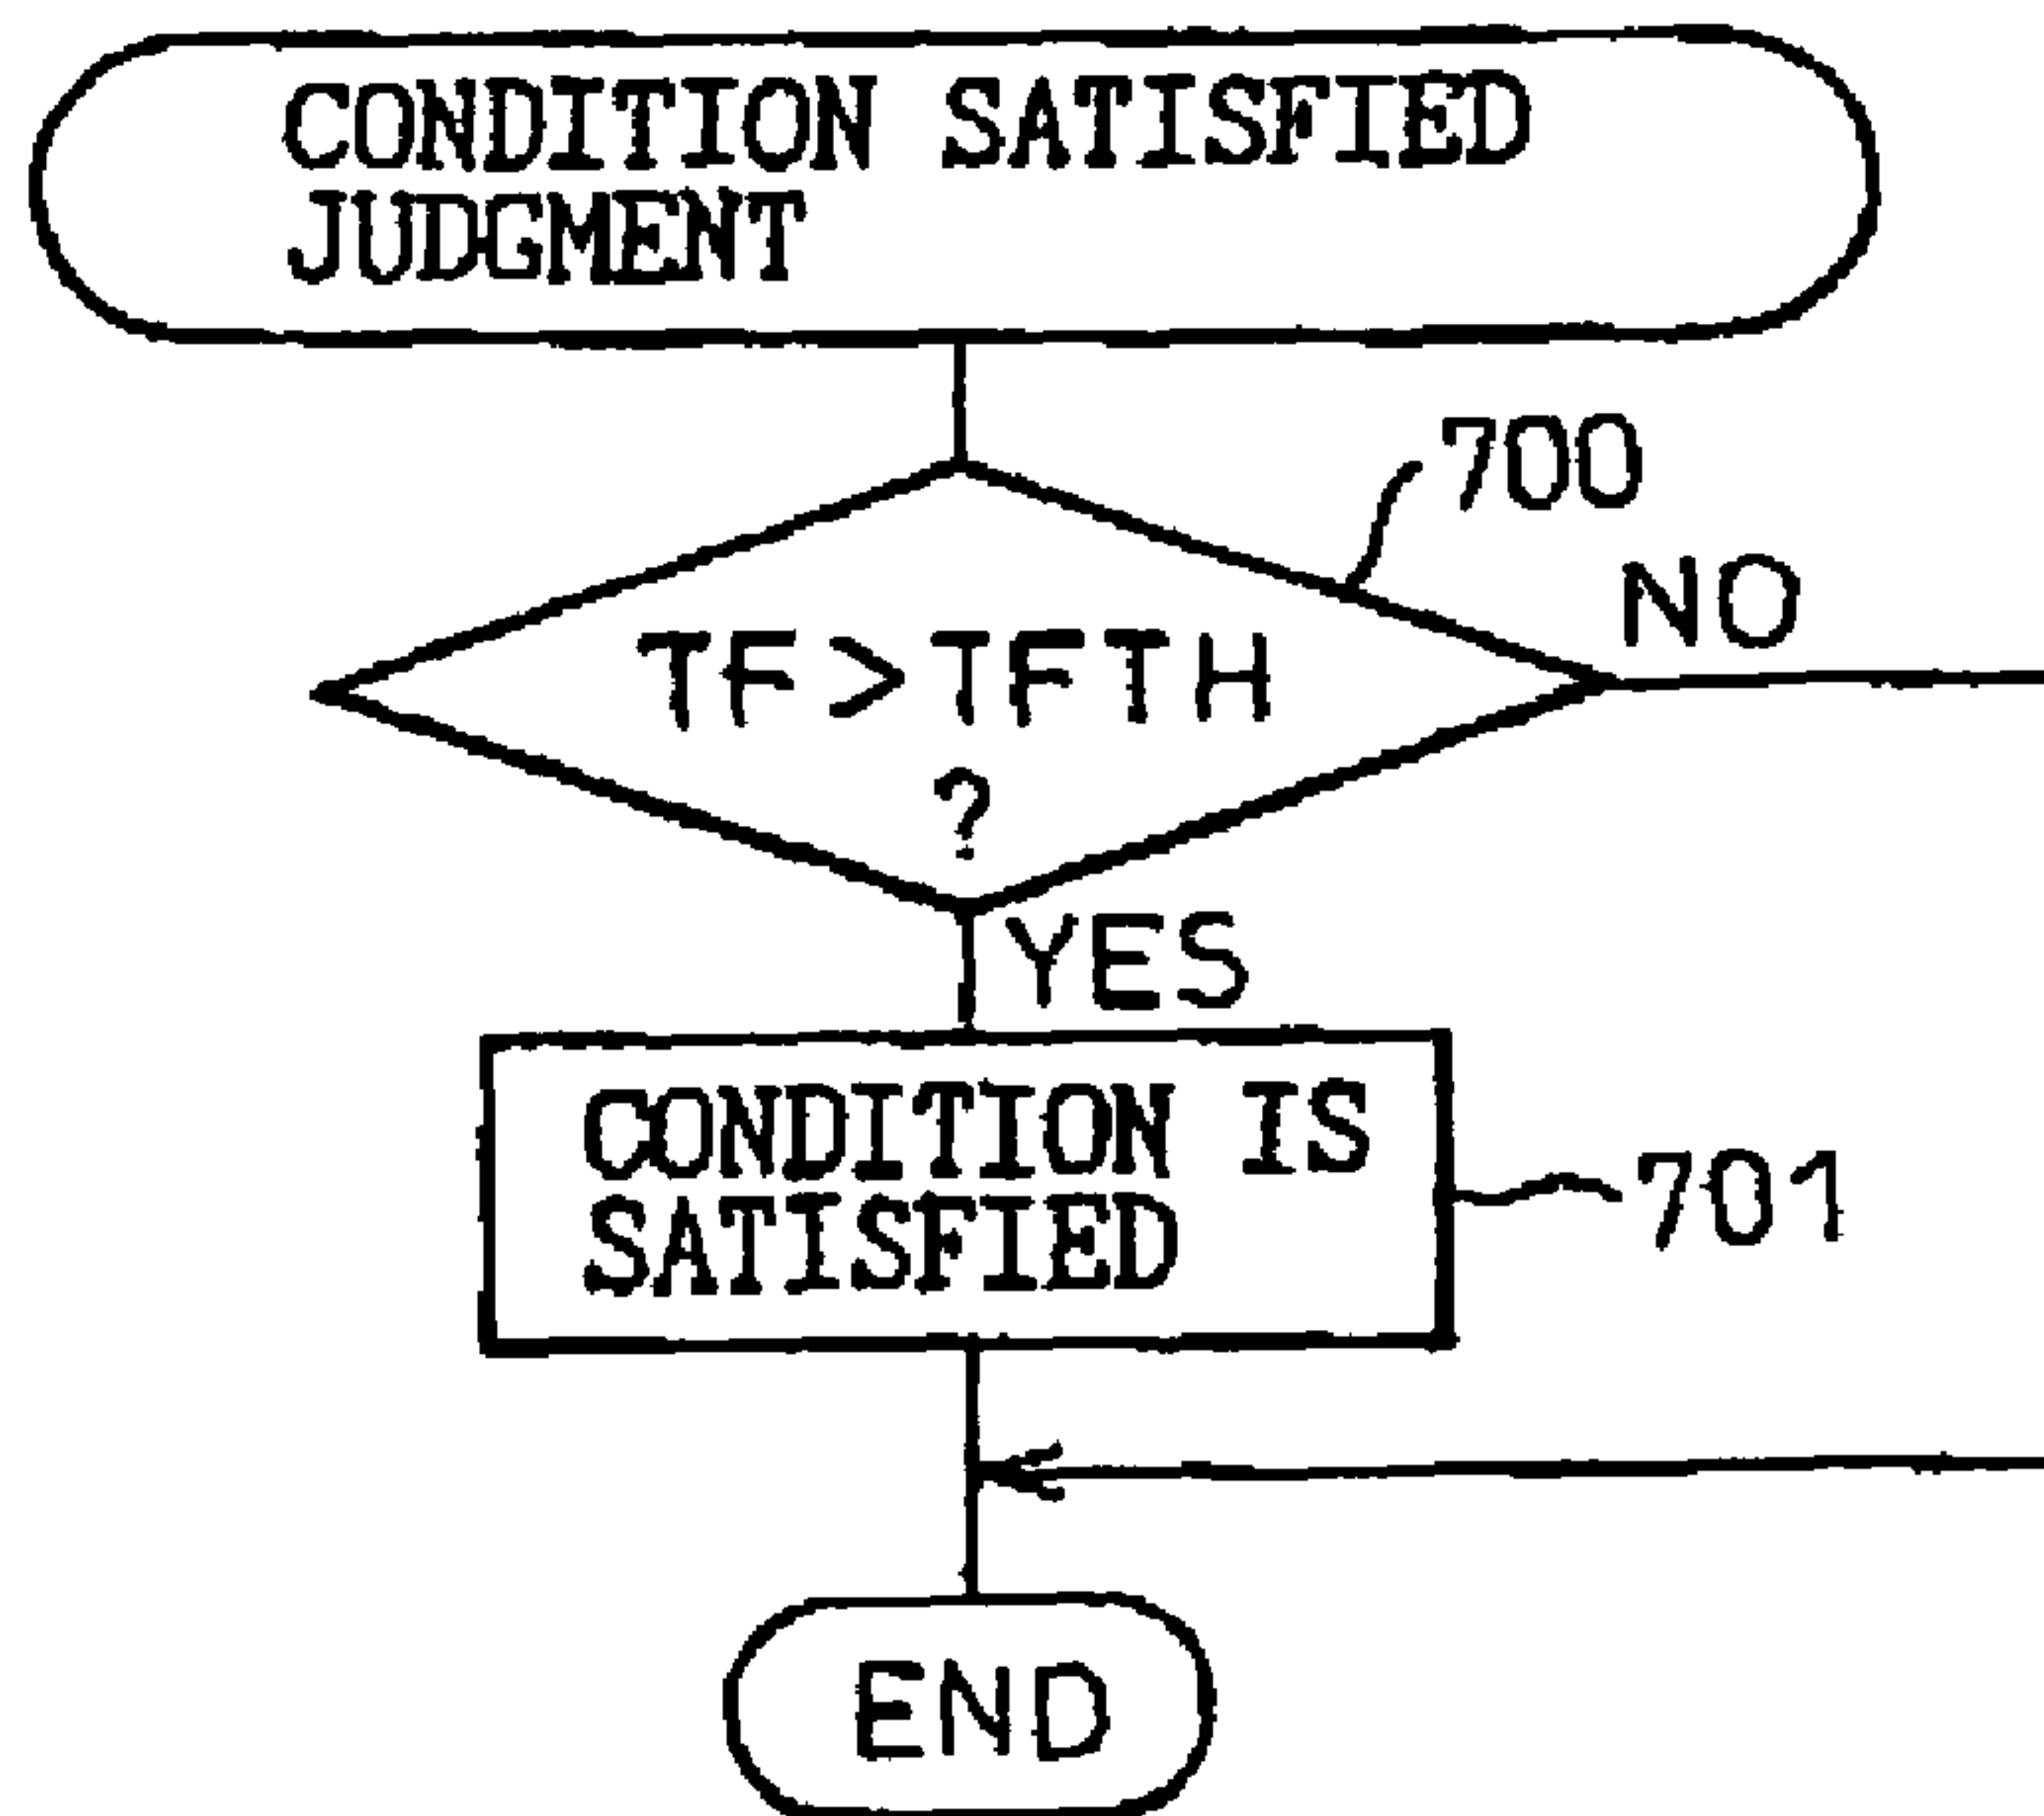 CONDITION SATISFIED
JUDGMENT
700
NO
TF>TFTH
?
YES
CONDITION IS
SATISFIED
701
END